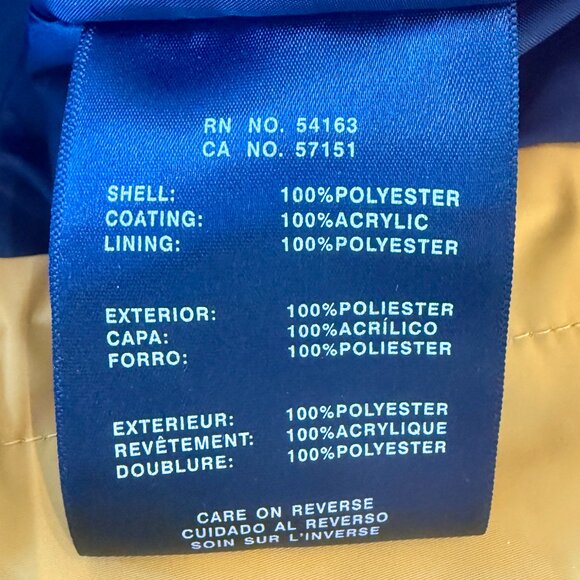 RN NO. 54163
CA NO. 57151
SHELL: 100%POLYESTER
COATING: 100%ACRYLIC
LINING: 100%POLYESTER
EXTERIOR: 100%POLIESTER
CAPA: 100%ACRÍLICO
FORRO: 100%POLIESTER
EXTERIEUR: 100%POLYESTER
REVÊTEMENT: 100%ACRYLIQUE
DOUBLURE: 100%POLYESTER
CARE ON REVERSE
CUIDADO AL REVERSO
SOIN SUR L'INVERSE